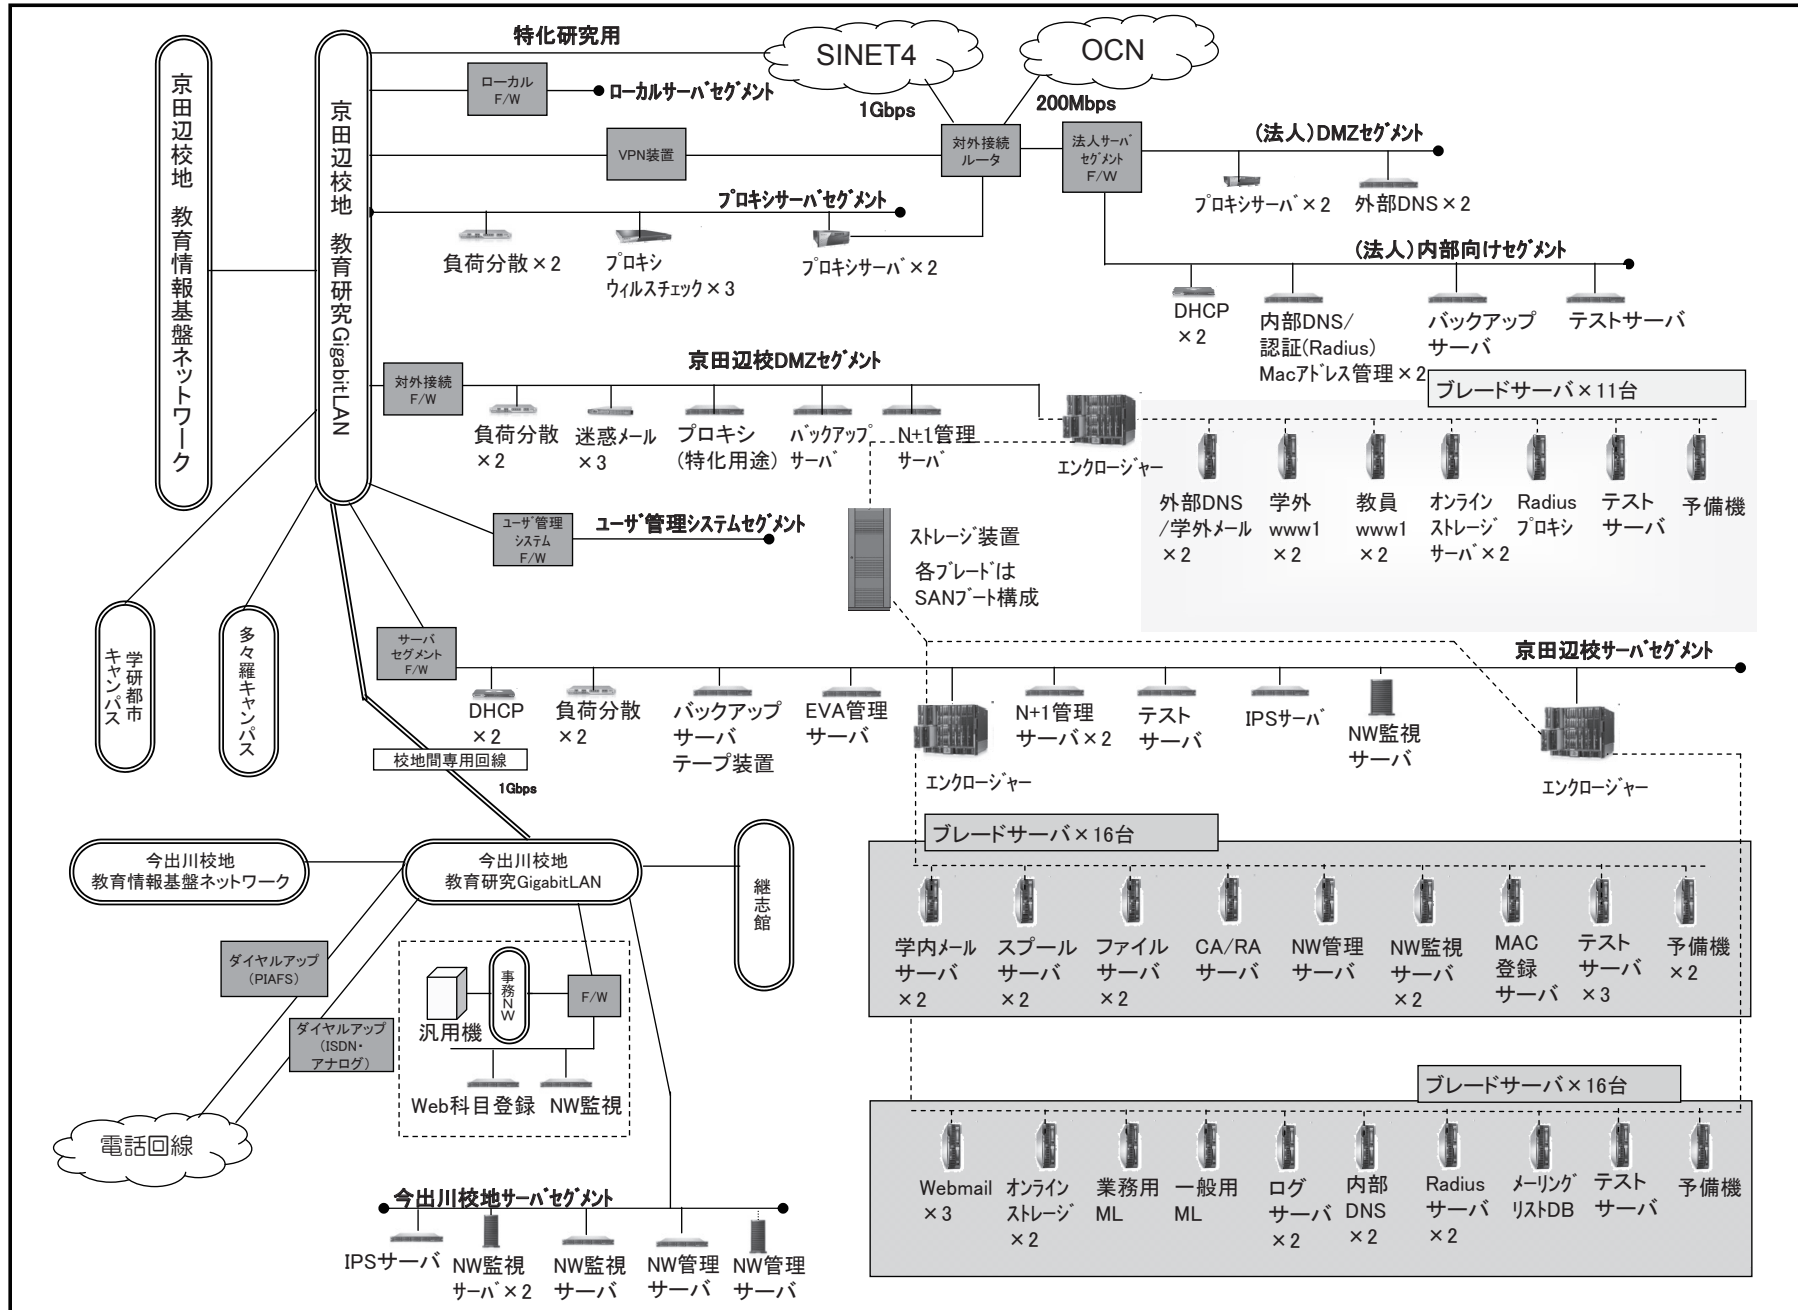 特化研究用
SINET4
OCN
ローカル
F/W
ローカルサーバセグメント
1Gbps
200Mbps
京田辺校地 教育情報基盤ネットワーク
京田辺校地 教育研究GigabitLAN
VPN装置
対外接続
ルータ
法人サーバ
セグメント
F/W
(法人)DMZセグメント
プロキシサーバ×2
外部DNS×2
プロキシサーバセグメント
負荷分散×2
プロキシ
ウィルスチェック×3
プロキシサーバ×2
(法人)内部向けセグメント
DHCP
×2
内部DNS/
認証(Radius)
Macアドレス管理×2
バックアップ
サーバ
テストサーバ
対外接続
F/W
京田辺校DMZセグメント
負荷分散
×2
迷惑メール
×3
プロキシ
(特化用途)
バックアップ
サーバ
N+1管理
サーバ
エンクロージャー
ブレードサーバ×11台
外部DNS
/学外メール
×2
学外
www1
×2
教員
www1
×2
オンライン
ストレージ
サーバ×2
Radius
プロキシ
テスト
サーバ
予備機
ユーザ管理
システム
F/W
ユーザ管理システムセグメント
ストレージ装置
各ブレードは
SANブート構成
学研都市
キャンパス
多々羅キャンパス
サーバ
セグメント
F/W
京田辺校サーバセグメント
DHCP
×2
負荷分散
×2
バックアップ
サーバ
テープ装置
EVA管理
サーバ
エンクロージャー
N+1管理
サーバ×2
テスト
サーバ
IPSサーバ
NW監視
サーバ
エンクロージャー
校地間専用回線
1Gbps
ブレードサーバ×16台
学内メール
サーバ
×2
スプール
サーバ
×2
ファイル
サーバ
×2
CA/RA
サーバ
NW管理
サーバ
NW監視
サーバ
×2
MAC
登録
サーバ
テスト
サーバ
×3
予備機
×2
今出川校地
教育情報基盤ネットワーク
今出川校地
教育研究GigabitLAN
継志館
ダイヤルアップ
(PIAFS)
ダイヤルアップ
(ISDN・
アナログ)
電話回線
汎用機
事務NW
F/W
Web科目登録
NW監視
ブレードサーバ×16台
Webmail
×3
オンライン
ストレージ
×2
業務用
ML
一般用
ML
ログ
サーバ
×2
内部
DNS
×2
Radius
サーバ
×2
メーリング
リストDB
テスト
サーバ
予備機
今出川校地サーバセグメント
IPSサーバ
NW監視
サーバ×2
NW監視
サーバ
NW管理
サーバ
NW管理
サーバ